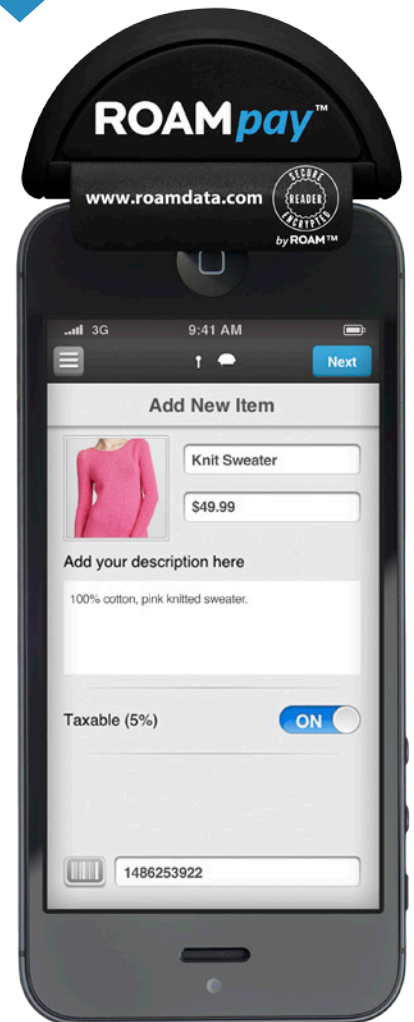 ROAMpay™
www.roamdata.com
SECURE
READER
ENCRYPTED
by ROAM™
3G 9:41 AM
Next
Add New Item
Knit Sweater
$49.99
Add your description here
100% cotton, pink knitted sweater.
Taxable (5%) ON
1486253922